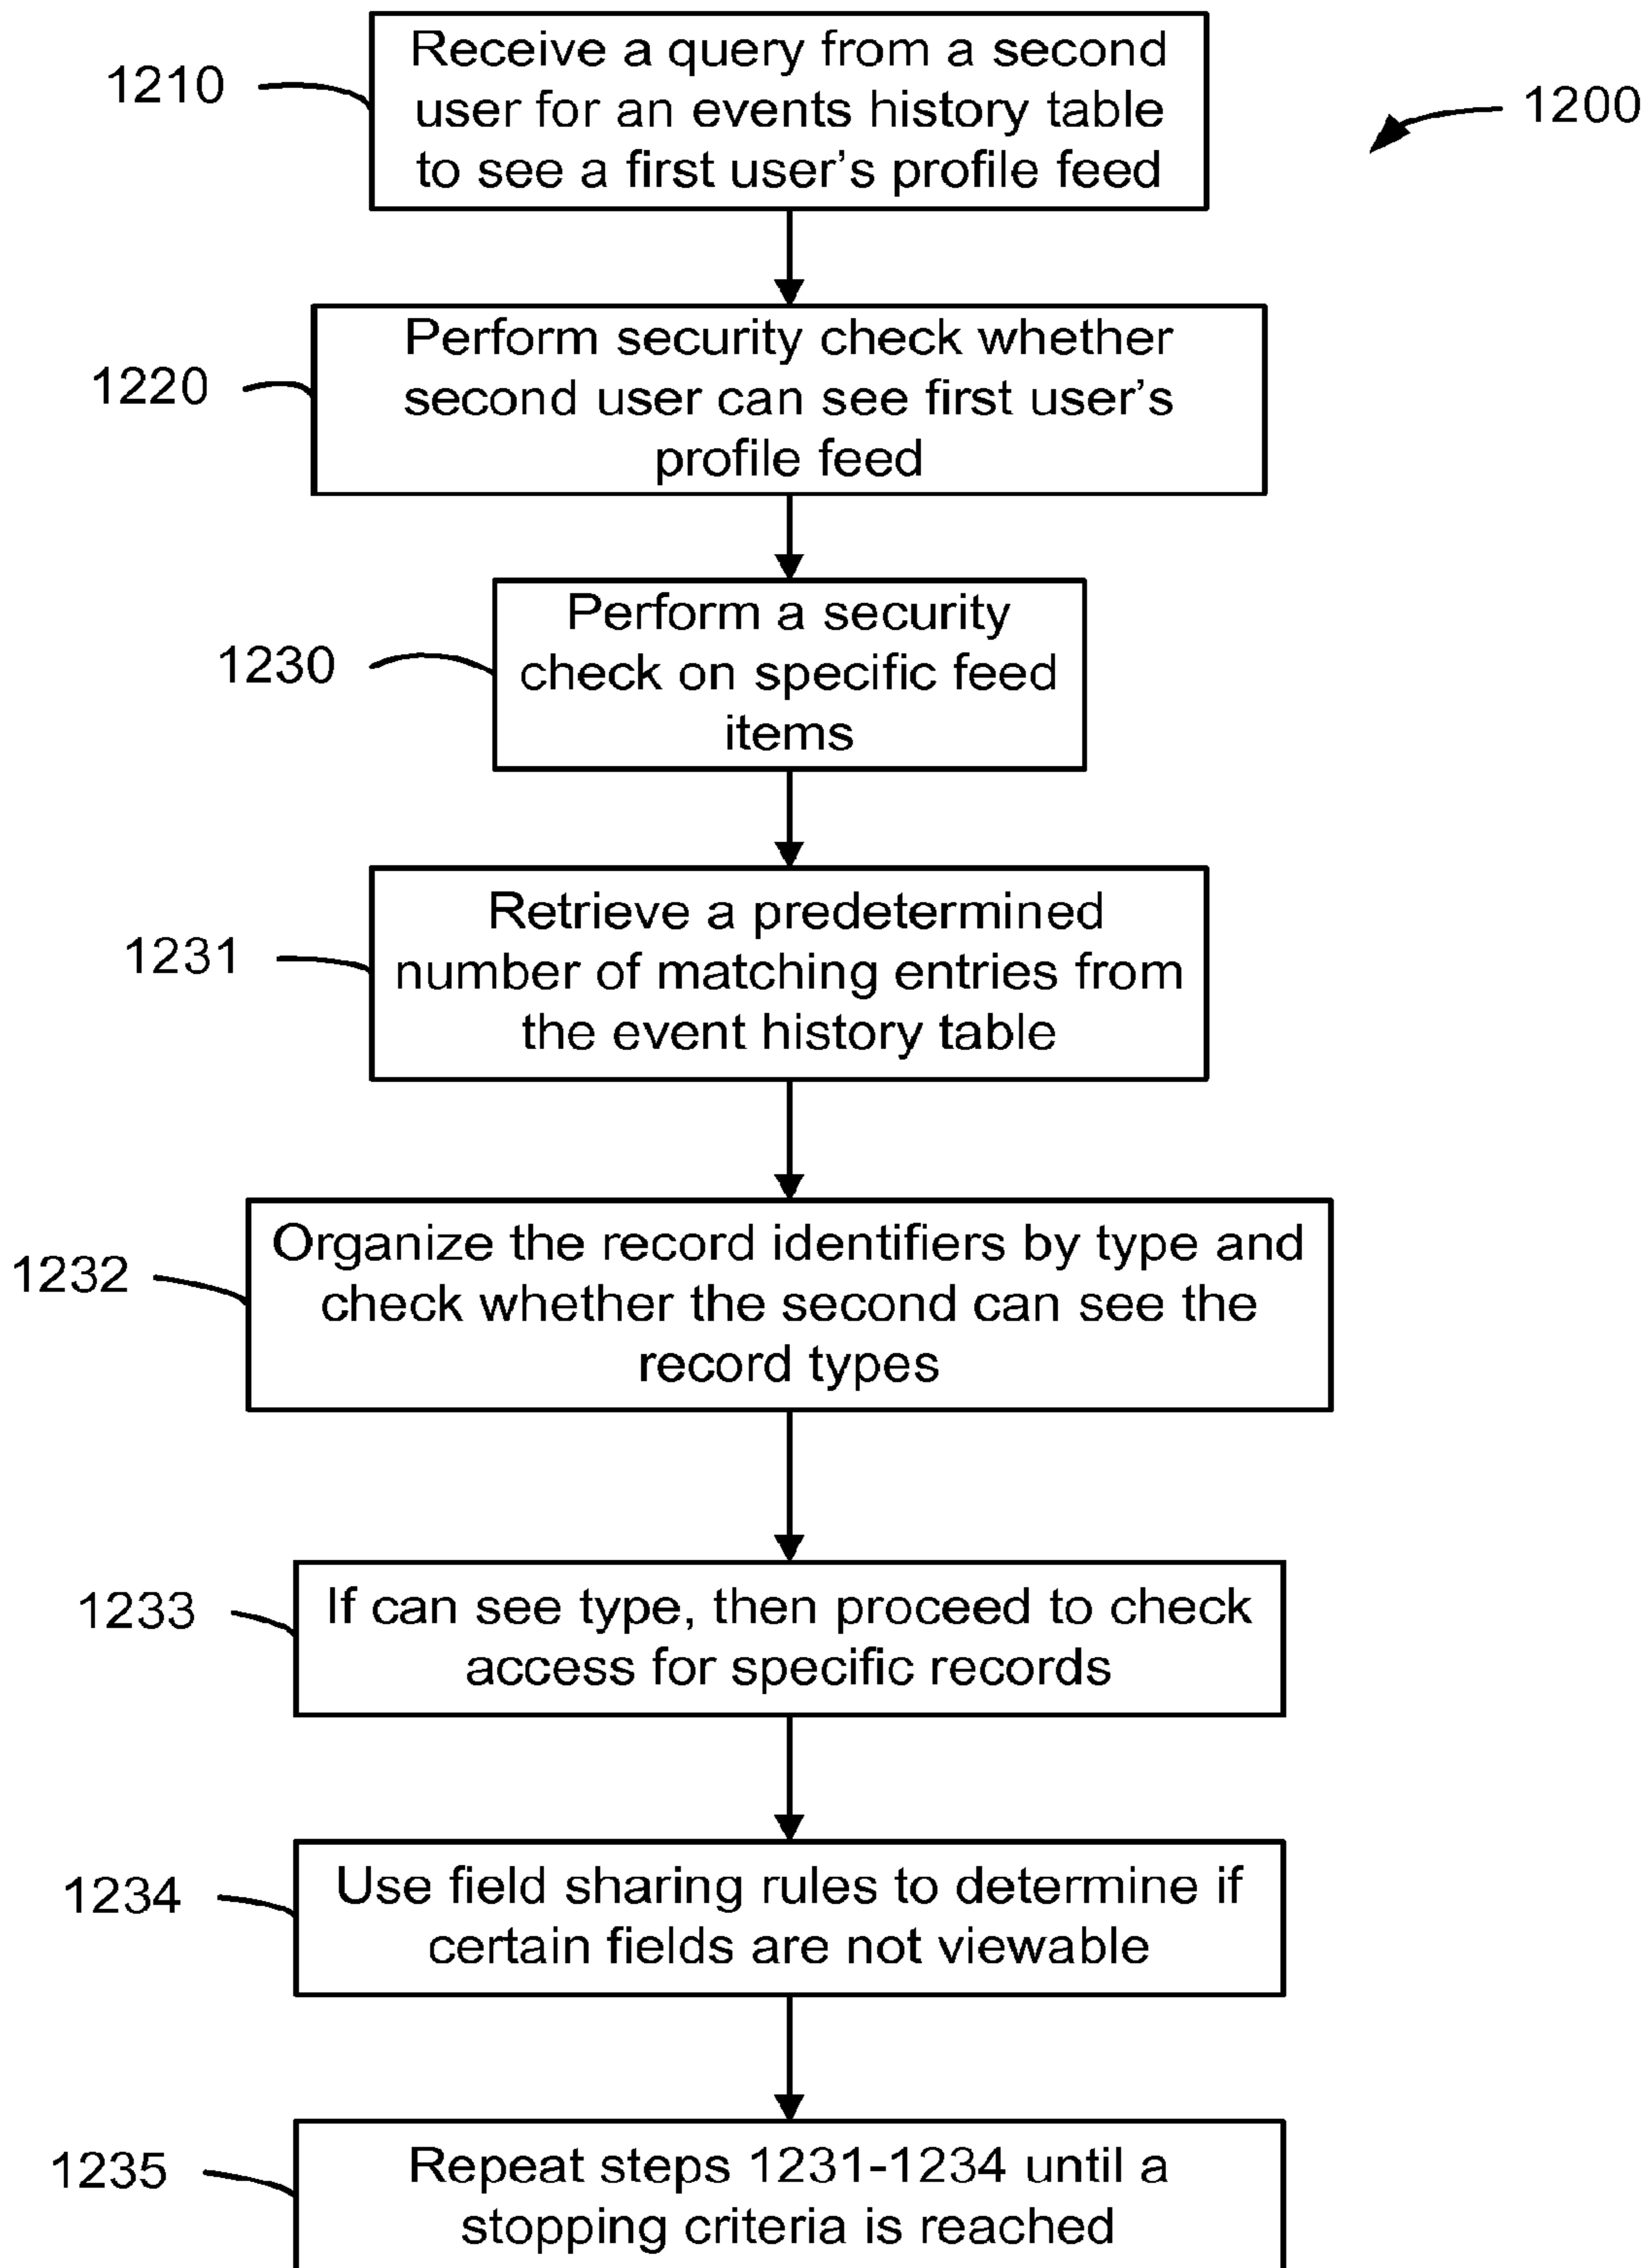 1210
Receive a query from a second
user for an events history table
to see a first user's profile feed
1200
1220
Perform security check whether
second user can see first user's
profile feed
1230
Perform a security
check on specific feed
items
1231
Retrieve a predetermined
number of matching entries from
the event history table
1232
Organize the record identifiers by type and
check whether the second can see the
record types
1233
If can see type, then proceed to check
access for specific records
1234
Use field sharing rules to determine if
certain fields are not viewable
1235
Repeat steps 1231-1234 until a
stopping criteria is reached